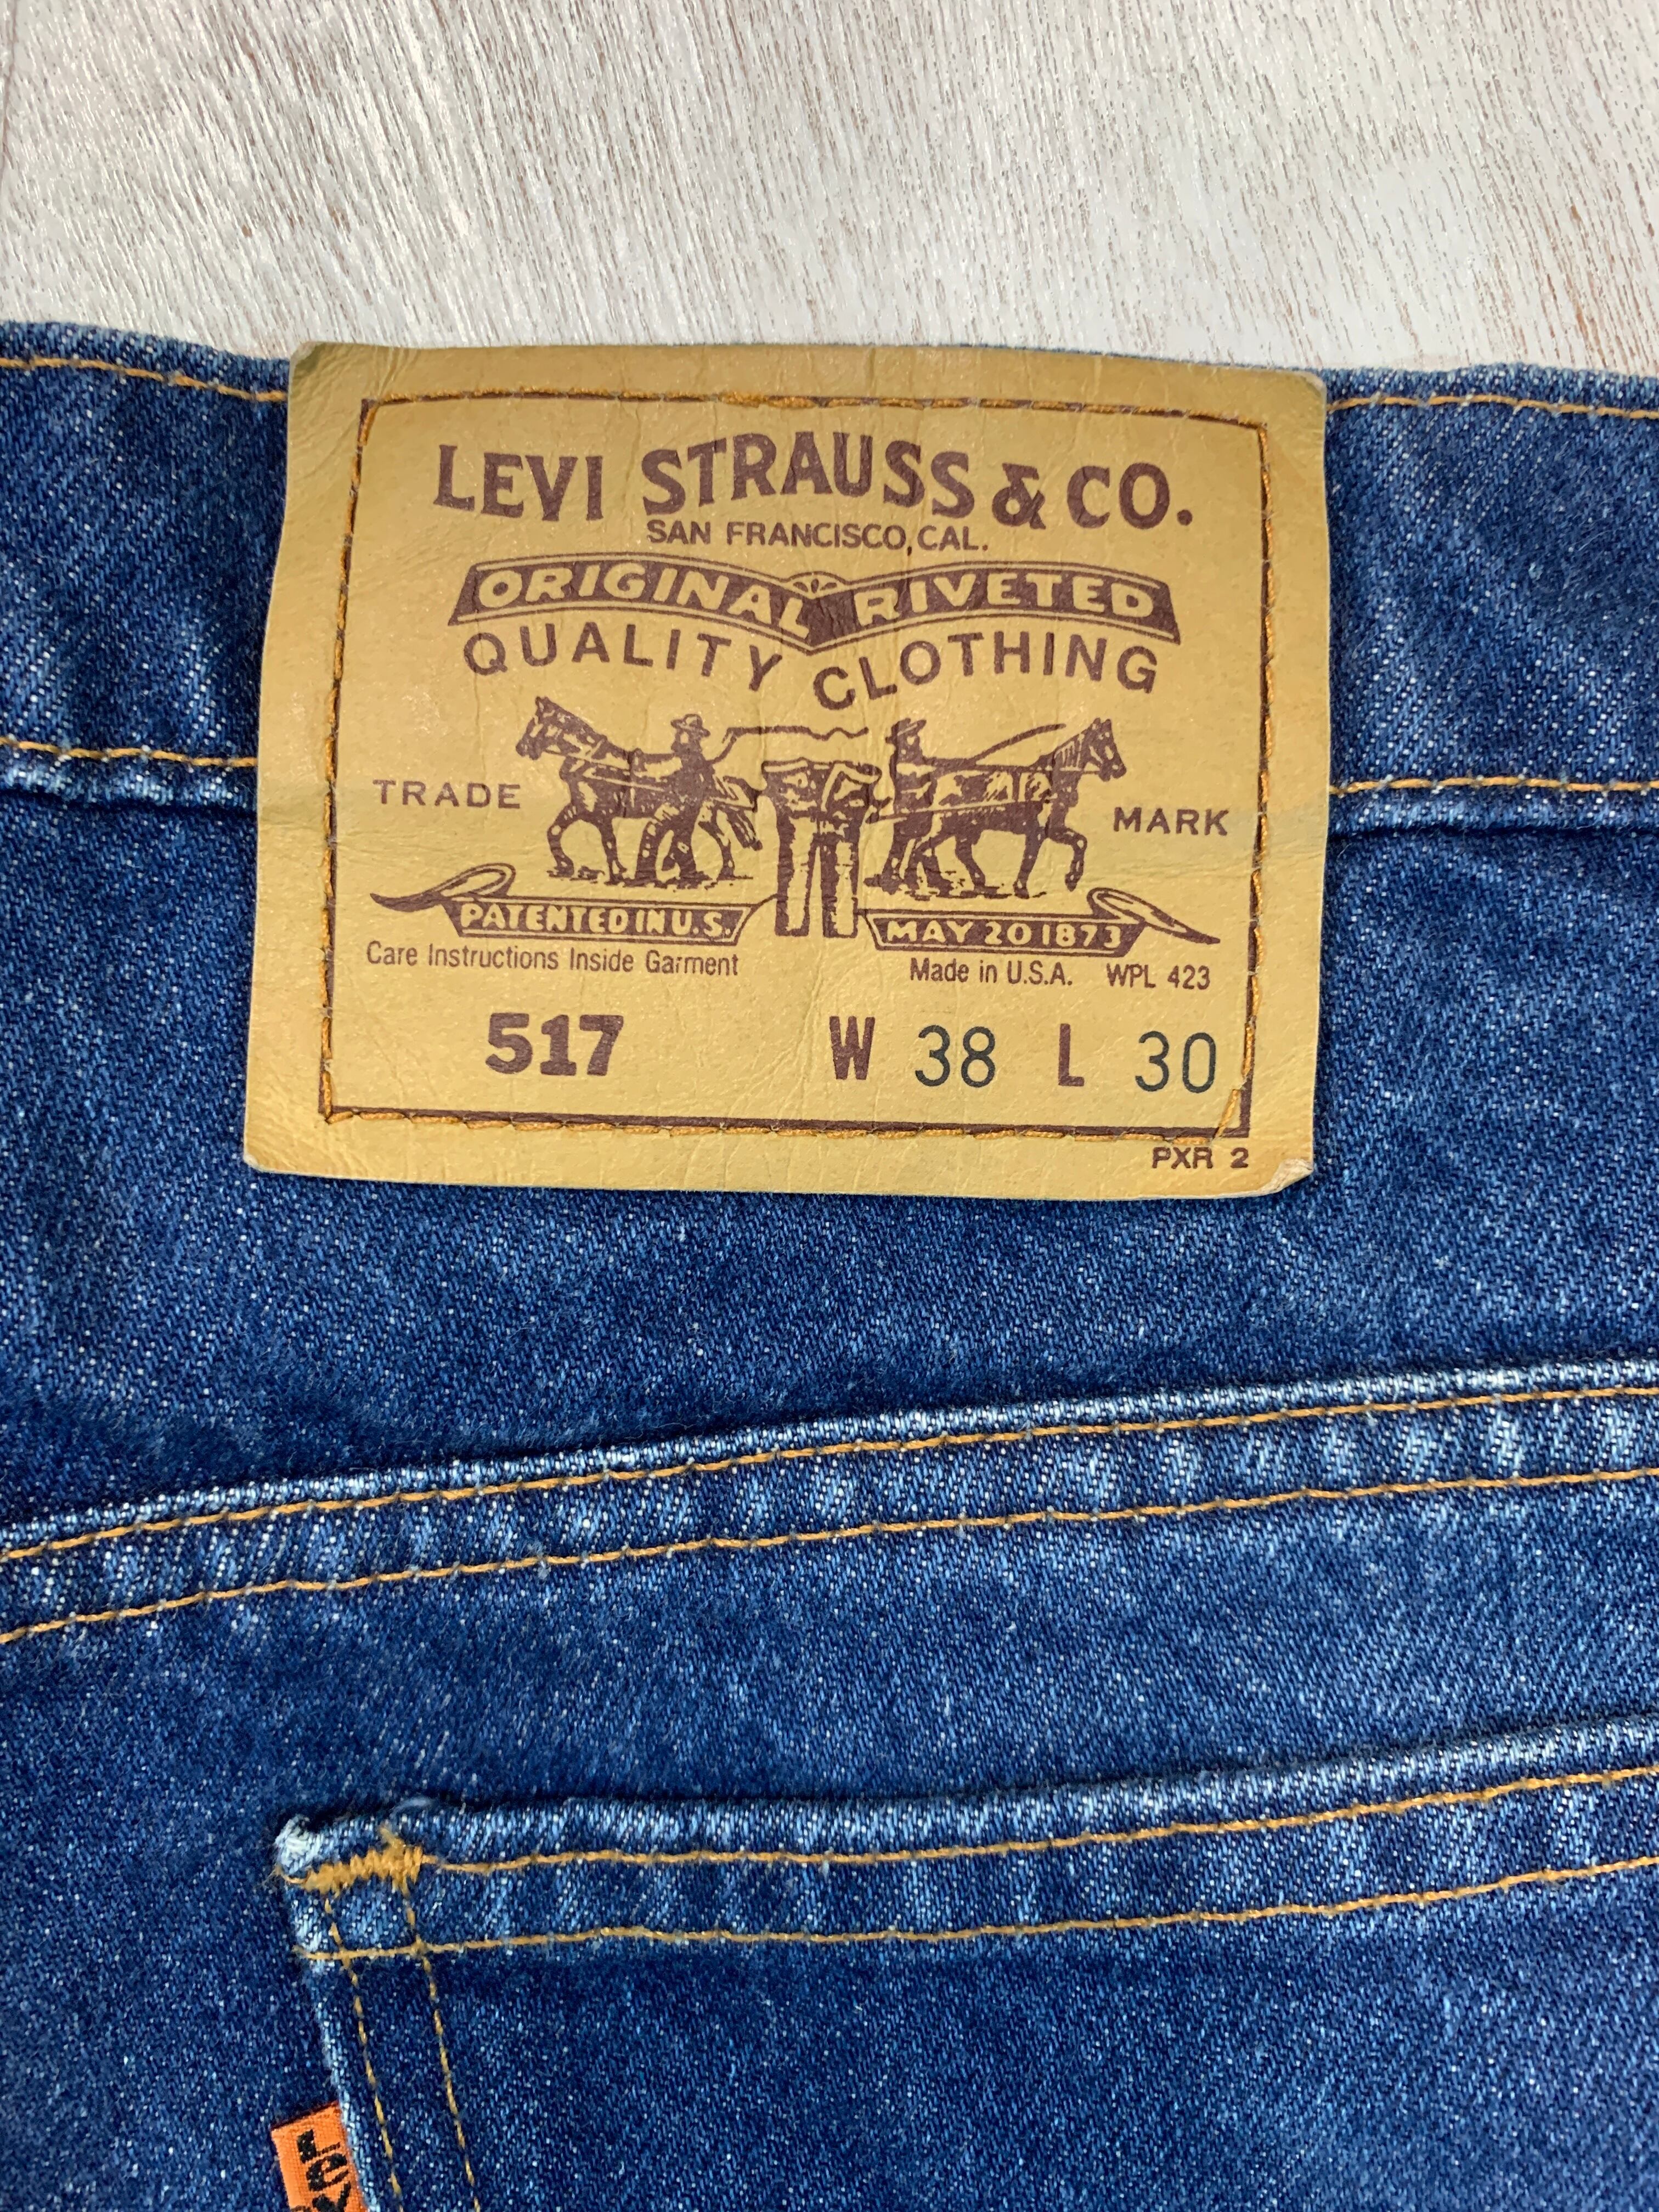 LEVI STRAUSS & CO.
SAN FRANCISCO, CAL.
ORIGINAL RIVETED
QUALITY CLOTHING
TRADE MARK
PATENTED IN U.S. MAY 20 1873
Care Instructions Inside Garment Made in U.S.A. WPL 423
517 W 38 L 30
PXR 2